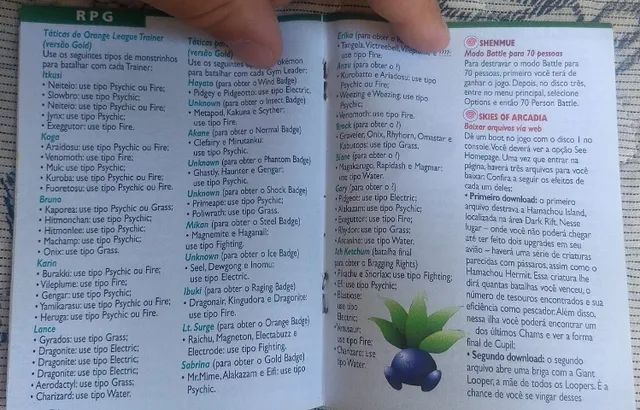 RPG
Táticas de Orange League Trainer
(versão Gold)
Use os seguintes tipos de monstrinhos
para batalhar com cada Trainer:
Itkusi
• Neiteio: use tipo Psychic ou Fire;
• Slowbro: use tipo Psychic;
• Neiteio: use tipo Psychic ou Fire;
• Jynx: use tipo Psychic;
• Exeggutor: use tipo Fire.
Koga
• Araidosu: use tipo Psychic ou Fire;
• Venomoth: use tipo Fire;
• Muk: use tipo Psychic;
• Kuroba: use tipo Psychic ou Fire;
• Fuoretosu: use tipo Psychic ou Fire.
Bruno
• Kaporea: use tipo Psychic ou Grass;
• Hitmonchan: use tipo Psychic;
• Hitmonlee: use tipo Psychic;
• Machamp: use tipo Psychic;
• Onix: use tipo Grass.
Karin
• Burakki: use tipo Psychic ou Fire;
• Vileplume: use tipo Fire;
• Gengar: use tipo Psychic;
• Yamikarasu: use tipo Psychic ou Fire;
• Heruga: use tipo Psychic ou Fire.
Lance
• Gyrados: use tipo Grass;
• Dragonite: use tipo Electric;
• Dragonite: use tipo Electric;
• Dragonite: use tipo Electric;
• Aerodactyl: use tipo Grass;
• Charizard: use tipo Water.
Táticas
Use os seguintes
para batalhar com cada Gym Leader:
Hayato (para obter o Wind Badge)
• Pidgey e Pidgeoto: use tipo Electric.
Unknown (para obter o Insect Badge)
• Metapod, Kakuna e Scyther:
use tipo Fire.
Akane (para obter o Normal Badge)
• Clefairy e Mirutanku:
use tipo Psychic.
Unknown (para obter o Phantom Badge)
• Ghastly, Haunter e Gengar:
use tipo Psychic.
Unknown (para obter o Shock Badge)
• Primeape: use tipo Psychic;
• Poliwrath: use tipo Grass.
Mikan (para obter o Steel Badge)
• Magnemite e Haganail:
use tipo Fighting.
Unknown (para obter o Ice Badge)
• Seel, Dewgong e Inomu:
use tipo Electric.
Ibuki (para obter o Raging Badge)
• Dragonair, Kingudora e Dragonite:
use tipo Fire.
Lt. Surge (para obter o Orange Badge)
• Raichu, Magneton, Electabuzz e
Electrode: use tipo Fighting.
Sabrina (para obter o Gold Badge)
• Mr.Mime, Alakazam e Eifi: use tipo
Psychic.
Erika (para obter o
• Tangela, Victreebell,
use tipo Fire.
(para obter o !)
• Kurobatto e Ariadosu: use tipo
Psychic;
• Weezing e Wezzing: use tipo
Psychic;
• Venomoth: use tipo Fire.
Brock (para obter o !)
• Graveler, Onix, Rhyhorn, Omastar e
Kabutops: use tipo Grass.
(para obter o !)
• Magikarugo, Rapidash e Magmar:
use tipo Water.
Gary (para obter o !)
• Pidgeot: use tipo Electric;
• Alakazam: use tipo Psychic;
• Exeggutor: use tipo Fire;
• Rhydon: use tipo Grass;
• Arcanine: use tipo Water.
Ash Ketchum (batalha final
para obter o Bragging Rights)
• Pikachu e Snorlax: use tipo Fighting;
• Eifi: use tipo Psychic;
• Blastoise:
use tipo
Electric;
• Venusaur:
use tipo
Fire;
• Charizard: use
tipo Water.
SHENMUE
Modo Battle para 70 pessoas
Para destravar o modo Battle para
70 pessoas, primeiro você terá de
ganhar o jogo. Depois, no disco três,
entre no menu principal, selecione
Options e então 70 Person Battle.
SKIES OF ARCADIA
Baixar arquivos via web
Dê um boot no jogo com o disco 1 no
console. Você deverá ver a opção See
Homepage. Uma vez que entrar na
página, haverá três arquivos para você
baixar: Confira a seguir os efeitos de
cada um deles:
• Primeiro download: o primeiro
arquivo destrava a Hamachou Island,
localizada na área Dark Rift. Nesse
lugar – onde você não poderá chegar
até ter feito dois upgrades em seu
avião – haverá uma série de criaturas
parecidas com pássaros, assim como o
Hamachou Hermit. Essa criatura lhe
dirá quantas batalhas você venceu, o
número de tesouros encontrados e sua
eficiência como pescador. Além disso,
nessa ilha você poderá encontrar um
dos últimos Chams e ver a forma
final de Cupil;
• Segundo download: o segundo
arquivo abre uma briga com a Giant
Looper, a mãe de todos os Loopers. É a
chance de você se vingar desses